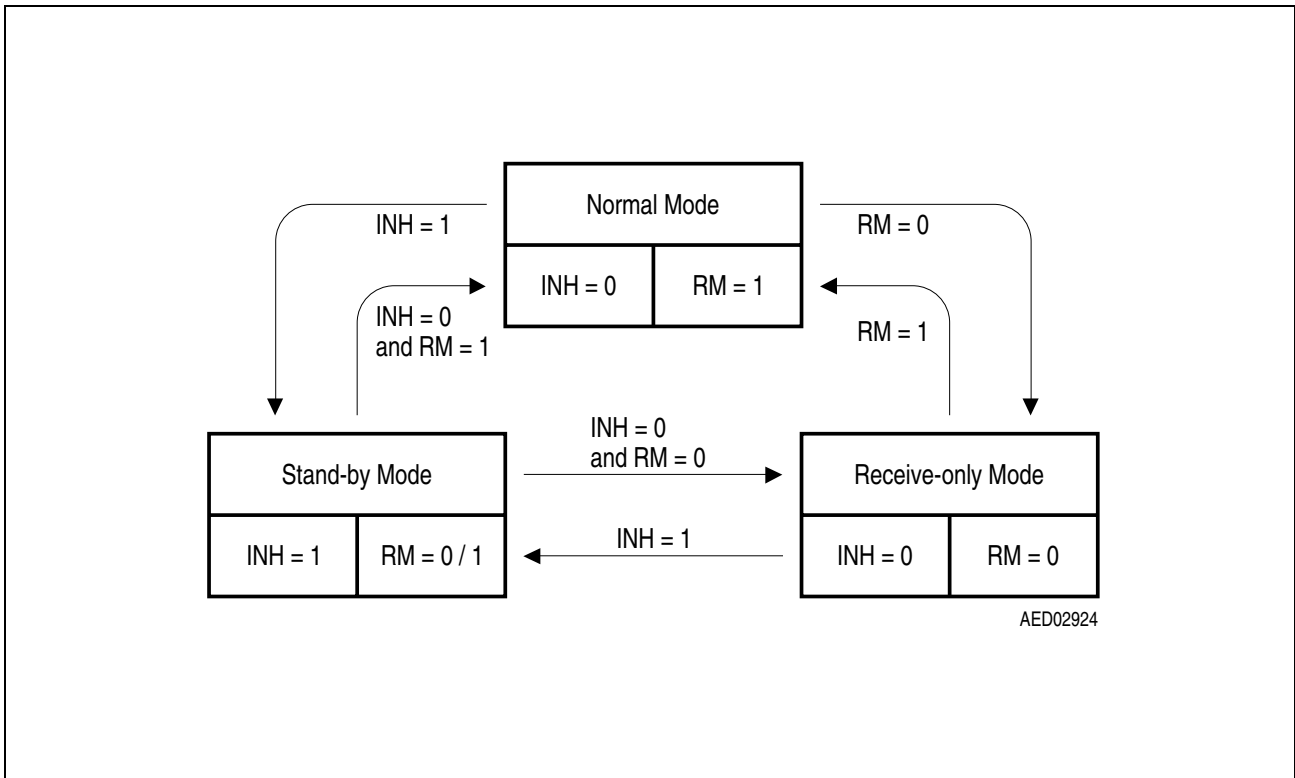 Normal Mode
INH = 1
RM = 0
INH = 0
RM = 1
INH = 0
and RM = 1
RM = 1
INH = 0
and RM = 0
Stand-by Mode
Receive-only Mode
INH = 1
INH = 1
RM = 0 / 1
INH = 0
RM = 0
AED02924